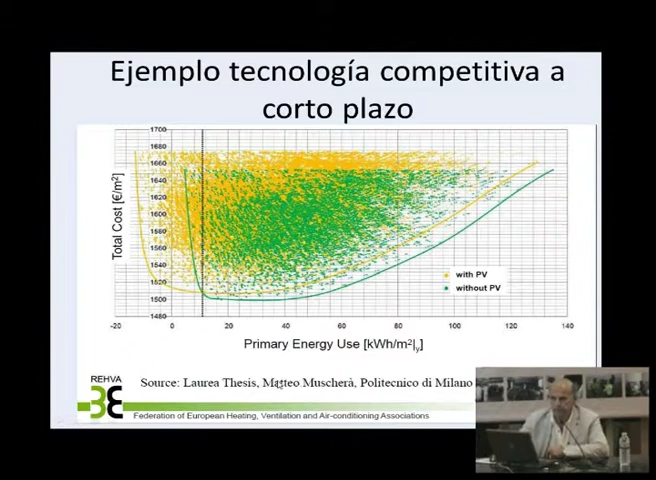 Ejemplo tecnología competitiva a
corto plazo
1700
1660
1640
1620
1600
1580
1560
1540
1520
1500
1480
Total Cost [€/m²]
-20 0 20 40 60 80 100 120 140
with PV
without PV
Primary Energy Use [kWh/m²|y]
Source: Laurea Thesis, Matteo Muscherà, Politecnico di Milano
REHVA
Federation of European Heating, Ventilation and Air-conditioning Associations